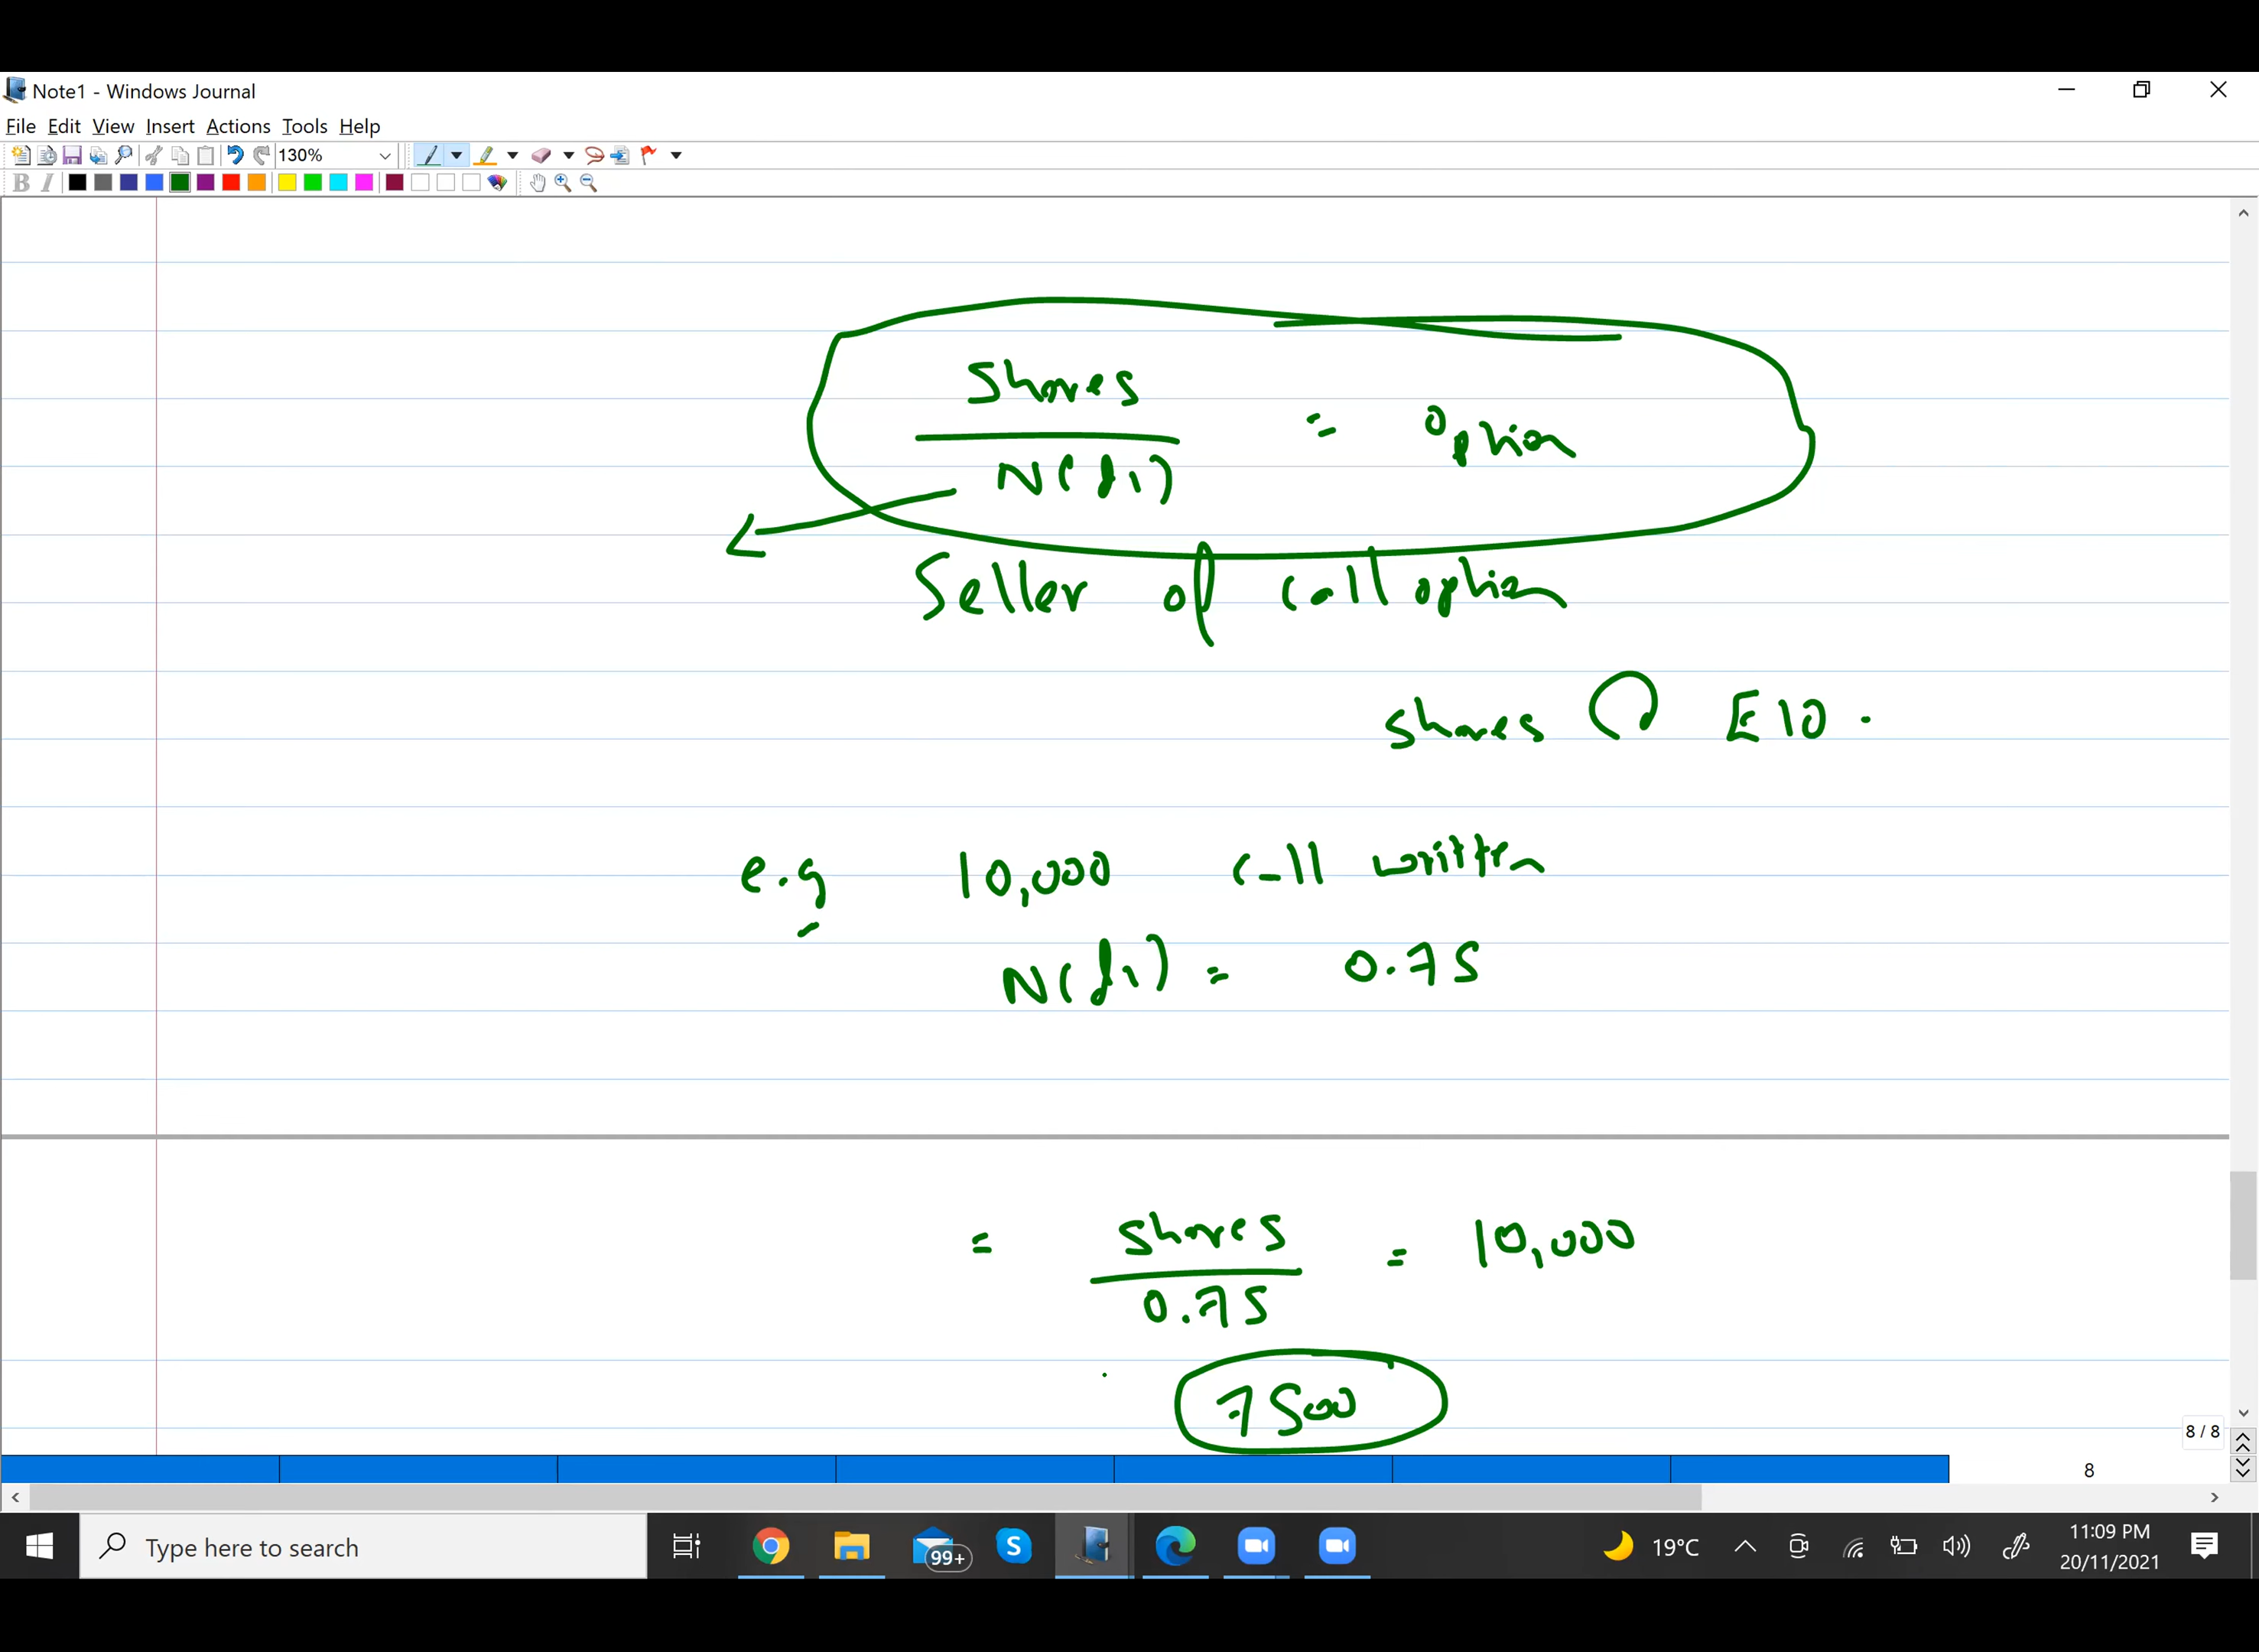 Note1 - Windows Journal
File Edit View Insert Actions Tools Help
130%
B I
Shares
N(d1)
= Option
Seller of call option
Shares E10.
e.g 10,000 call written
N(d1) = 0.75
= Shares = 10,000
0.75
7500
8 / 8
8
Type here to search
99+
S
19°C
11:09 PM
20/11/2021